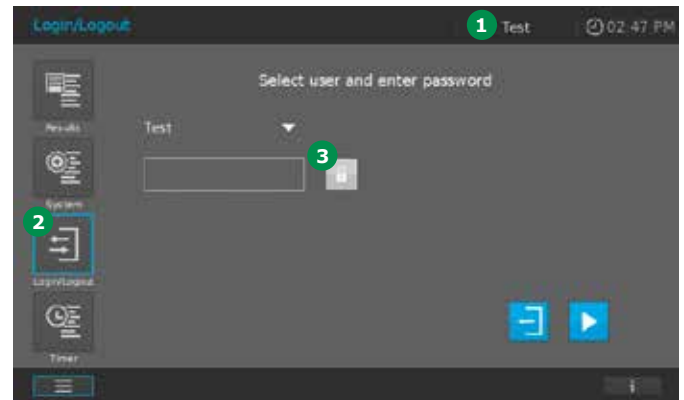 Login/Logout
1
Test
02:47 PM
Select user and enter password
Results
Test
3
System
2
Login/Logout
Timer
i